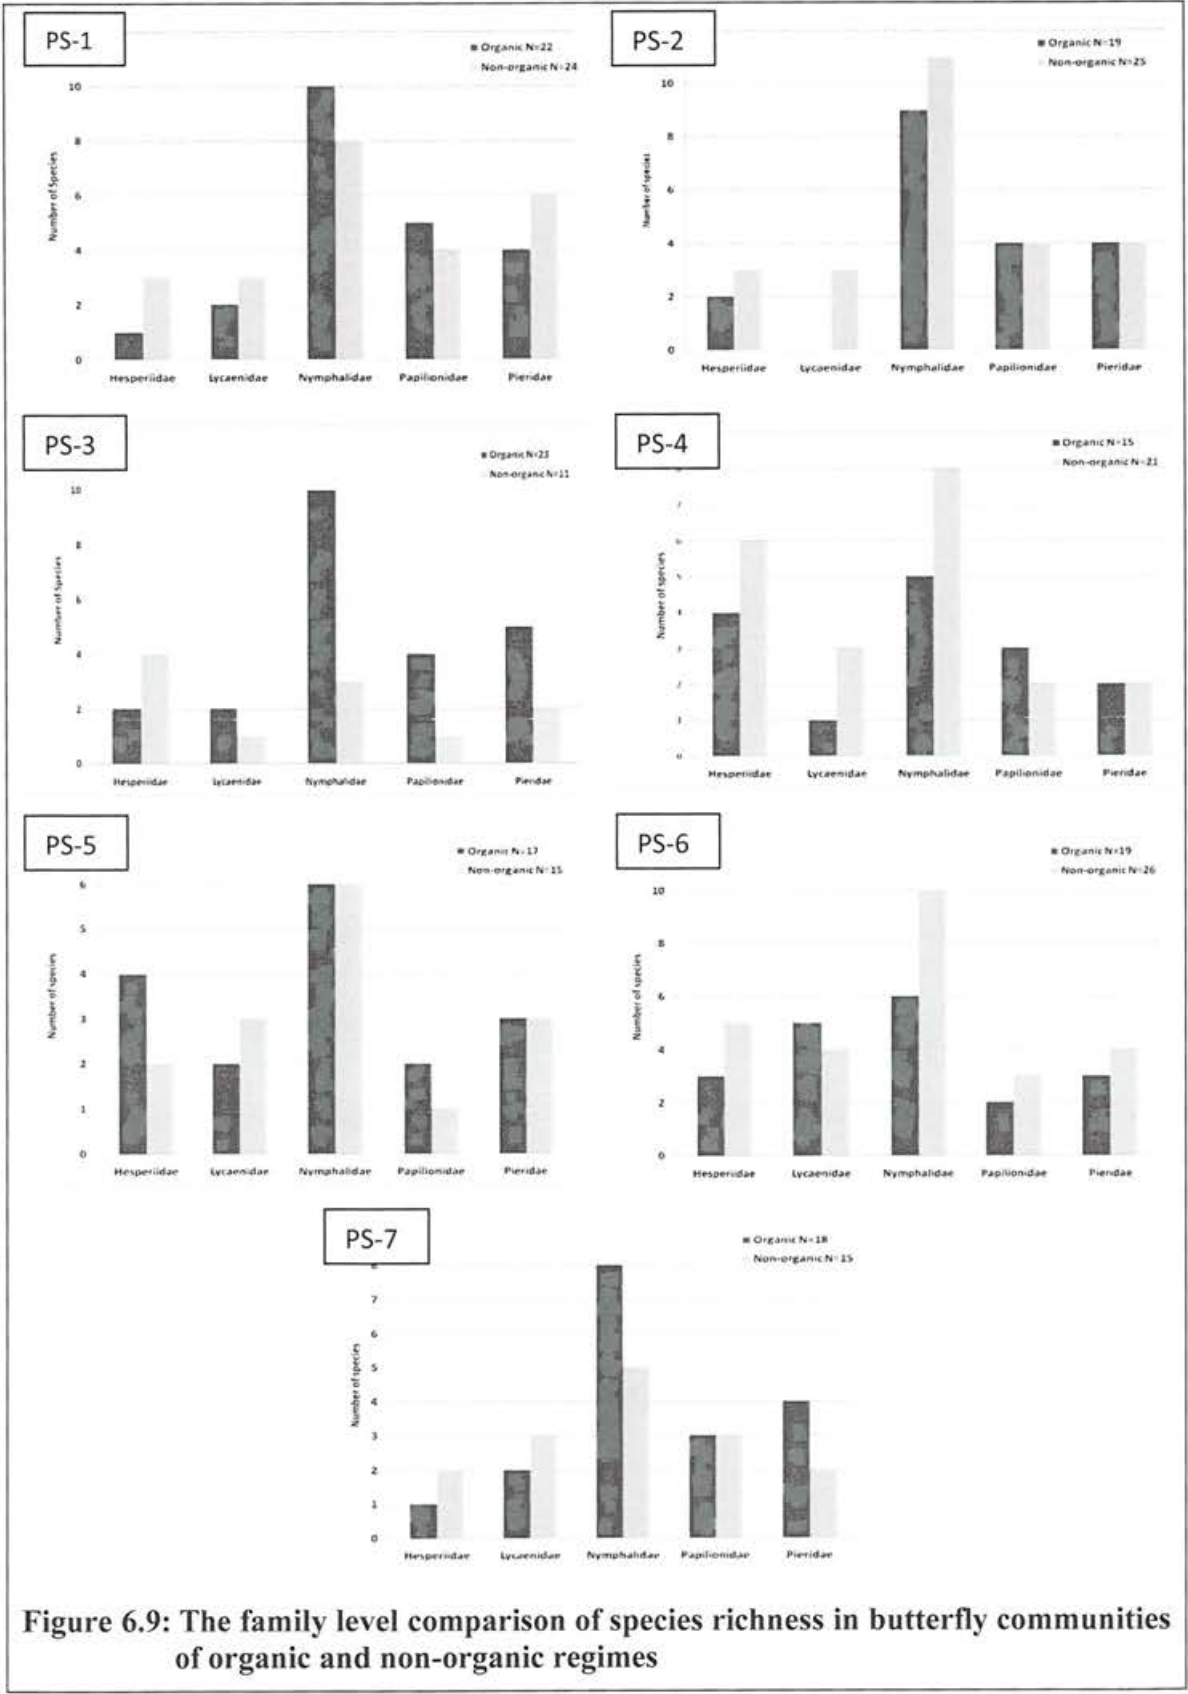 PS-1
Organic N=22
Non-organic N=24
10
8
6
4
2
0
Number of Species
Hesperiidae Lycaenidae Nymphalidae Papilionidae Pieridae
PS-2
Organic N=19
Non-organic N=25
10
8
6
4
2
0
Number of species
Hesperiidae Lycaenidae Nymphalidae Papilionidae Pieridae
PS-3
Organic N=23
Non-organic N=11
10
8
6
4
2
0
Number of Species
Hesperiidae Lycaenidae Nymphalidae Papilionidae Pieridae
PS-4
Organic N=15
Non-organic N=21
7
6
5
4
3
2
1
0
Number of species
Hesperiidae Lycaenidae Nymphalidae Papilionidae Pieridae
PS-5
Organic N=17
Non-organic N=15
6
5
4
3
2
1
0
Number of species
Hesperiidae Lycaenidae Nymphalidae Papilionidae Pieridae
PS-6
Organic N=19
Non-organic N=26
10
8
6
4
2
0
Number of species
Hesperiidae Lycaenidae Nymphalidae Papilionidae Pieridae
PS-7
Organic N=18
Non-organic N=15
7
6
5
4
3
2
1
0
Number of species
Hesperiidae Lycaenidae Nymphalidae Papilionidae Pieridae
Figure 6.9: The family level comparison of species richness in butterfly communities
of organic and non-organic regimes